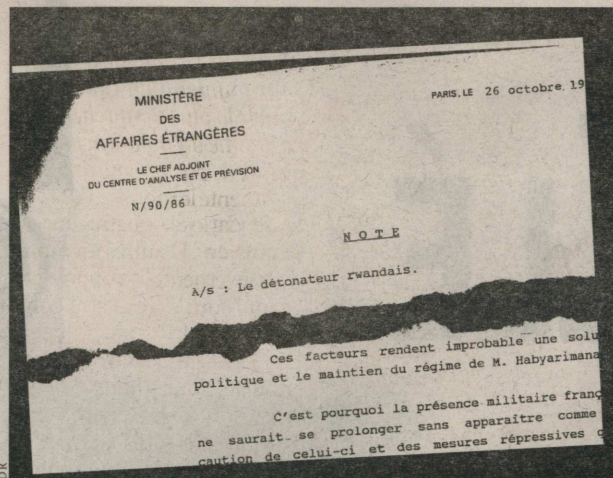 MINISTÈRE
DES
AFFAIRES ÉTRANGÈRES
LE CHEF ADJOINT
DU CENTRE D'ANALYSE ET DE PRÉVISION
N/90/86
PARIS, LE 26 octobre 19
NOTE
A/s : Le détonateur rwandais.
Ces facteurs rendent improbable une solu
politique et le maintien du régime de M. Habyarimana
C'est pourquoi la présence militaire franç
ne saurait se prolonger sans apparaître comme
caution de celui-ci et des mesures répressives